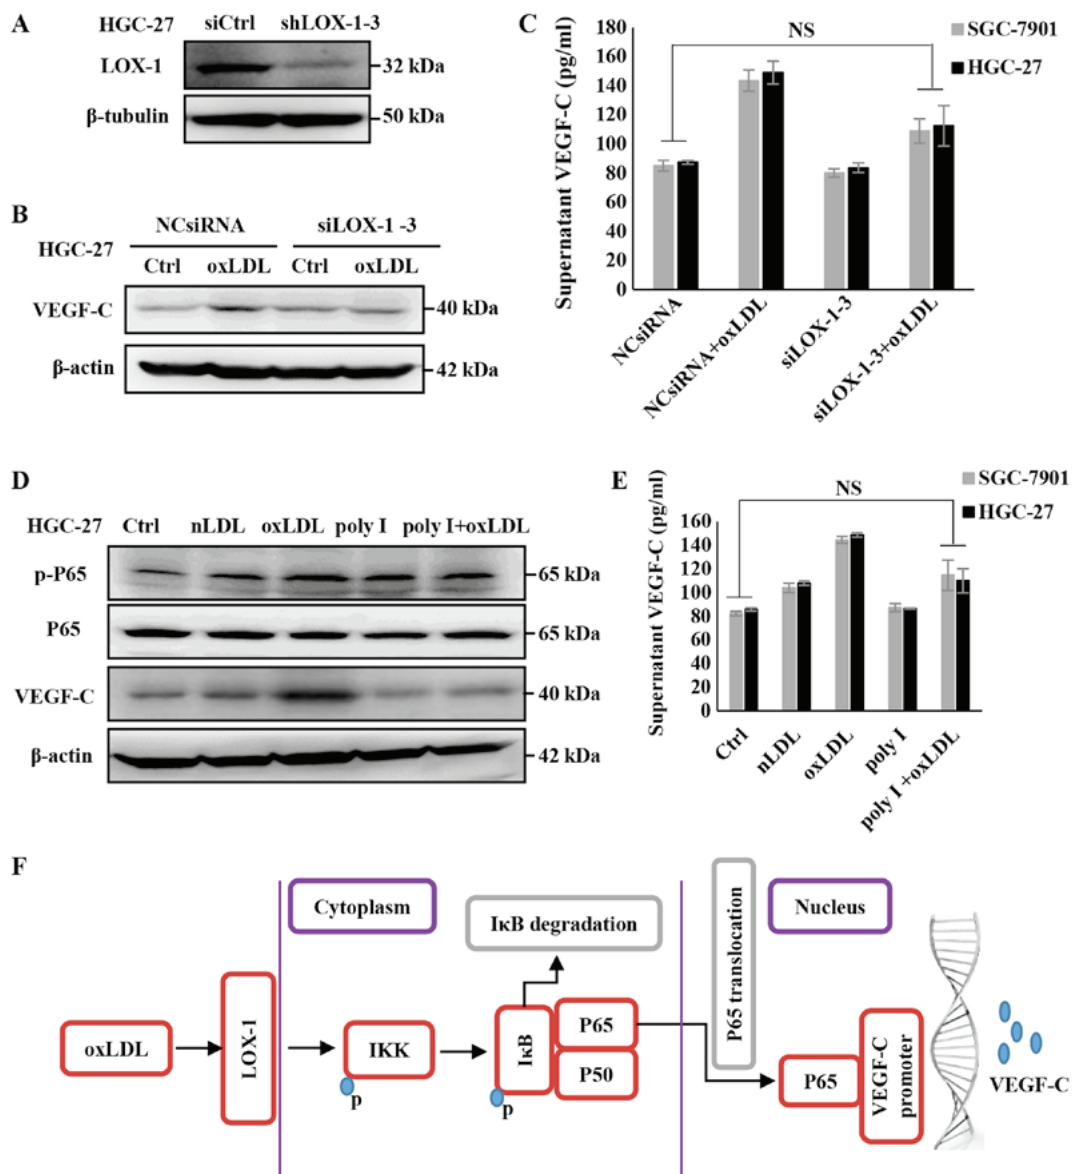 A
HGC-27 siCtrl shLOX-1-3
LOX-1 32 kDa
β-tubulin 50 kDa
B
NCsiRNA siLOX-1 -3
HGC-27
Ctrl oxLDL Ctrl oxLDL
VEGF-C 40 kDa
β-actin 42 kDa
C
SGC-7901
HGC-27
NS
Supernatant VEGF-C (pg/ml)
180
160
140
120
100
80
60
40
20
0
NCsiRNA
NCsiRNA+oxLDL
siLOX-1-3
siLOX-1-3+oxLDL
D
HGC-27 Ctrl nLDL oxLDL poly I poly I+oxLDL
p-P65 65 kDa
P65 65 kDa
VEGF-C 40 kDa
β-actin 42 kDa
E
SGC-7901
HGC-27
NS
Supernatant VEGF-C (pg/ml)
160
140
120
100
80
60
40
20
0
Ctrl
nLDL
oxLDL
poly I
poly I +oxLDL
F
Cytoplasm
IκB degradation
P65 translocation
Nucleus
oxLDL
LOX-1
IKK
p
IκB
p
P65
P50
P65
VEGF-C
promoter
VEGF-C